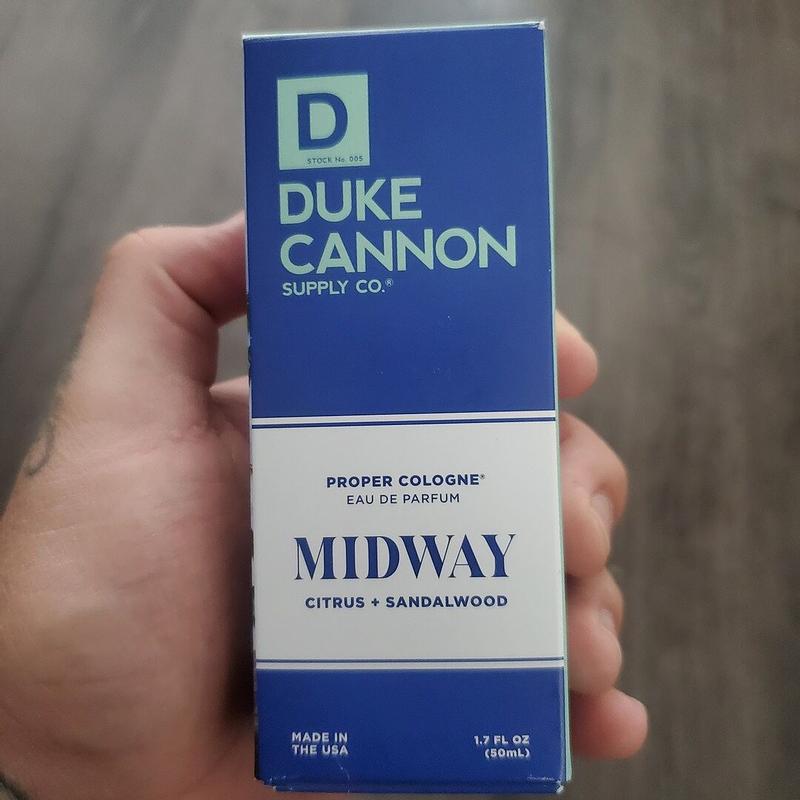 D
STOCK No. 005
DUKE
CANNON
SUPPLY CO.®
PROPER COLOGNE®
EAU DE PARFUM
MIDWAY
CITRUS + SANDALWOOD
MADE IN
THE USA
1.7 FL OZ
(50mL)